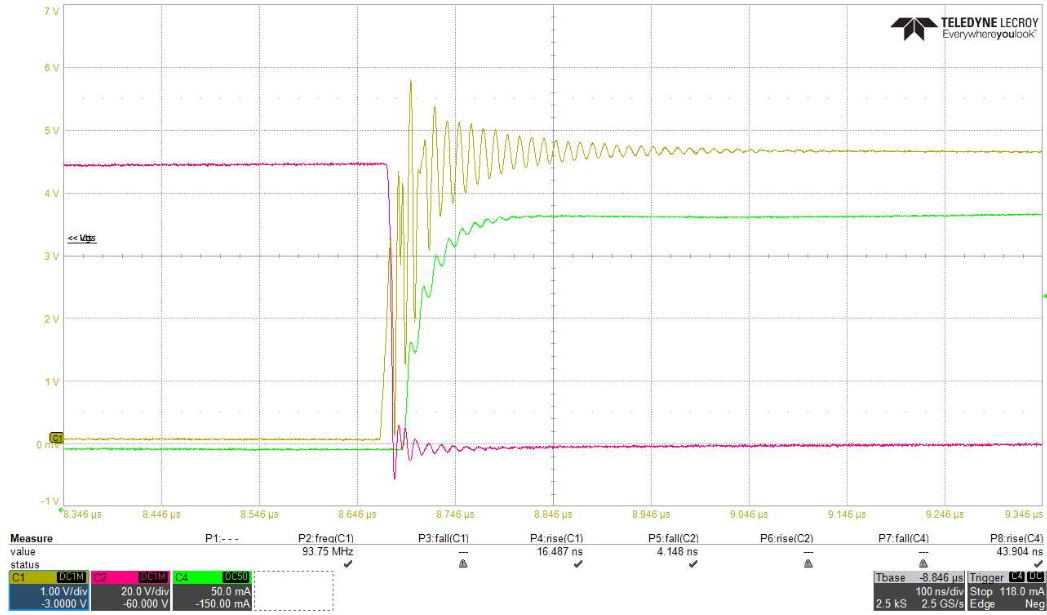 7 V
TELEDYNE LECROY
Everywhereyoulook™
6 V
5 V
4 V
3 V
2 V
1 V
C1
0 m
-1 V
8.346 µs 8.446 µs 8.546 µs 8.646 µs 8.746 µs 8.846 µs 8.946 µs 9.046 µs 9.146 µs 9.246 µs 9.346 µs
Measure P1:- - - P2:freq(C1) P3:fall(C1) P4:rise(C1) P5:fall(C2) P6:rise(C2) P7:fall(C4) P8:rise(C4)
value 93.75 MHz --- 16.487 ns 4.148 ns --- --- 43.904 ns
status
C1 DC1M C2 DC1M C4 DC50 Tbase -8.846 µs Trigger C4 DC
1.00 V/div 20.0 V/div 50.0 mA 100 ns/div Stop 118.0 mA
-3.0000 V -60.000 V -150.00 mA 2.5 kS 2.5 GS/s Edge Neg